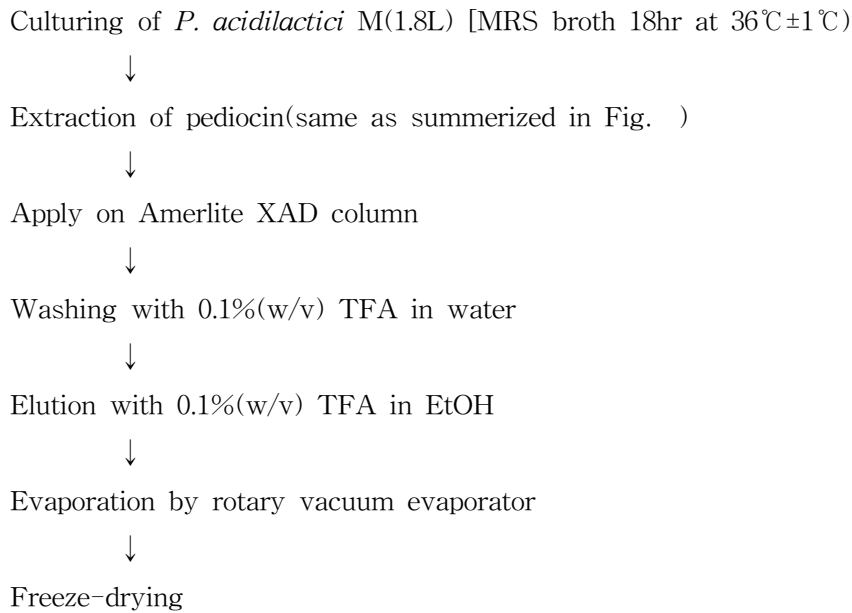 Culturing of P. acidilactici M(1.8L) [MRS broth 18hr at 36℃±1℃)
↓
Extraction of pediocin(same as summerized in Fig.  )
↓
Apply on Amerlite XAD column
↓
Washing with 0.1%(w/v) TFA in water
↓
Elution with 0.1%(w/v) TFA in EtOH
↓
Evaporation by rotary vacuum evaporator
↓
Freeze-drying